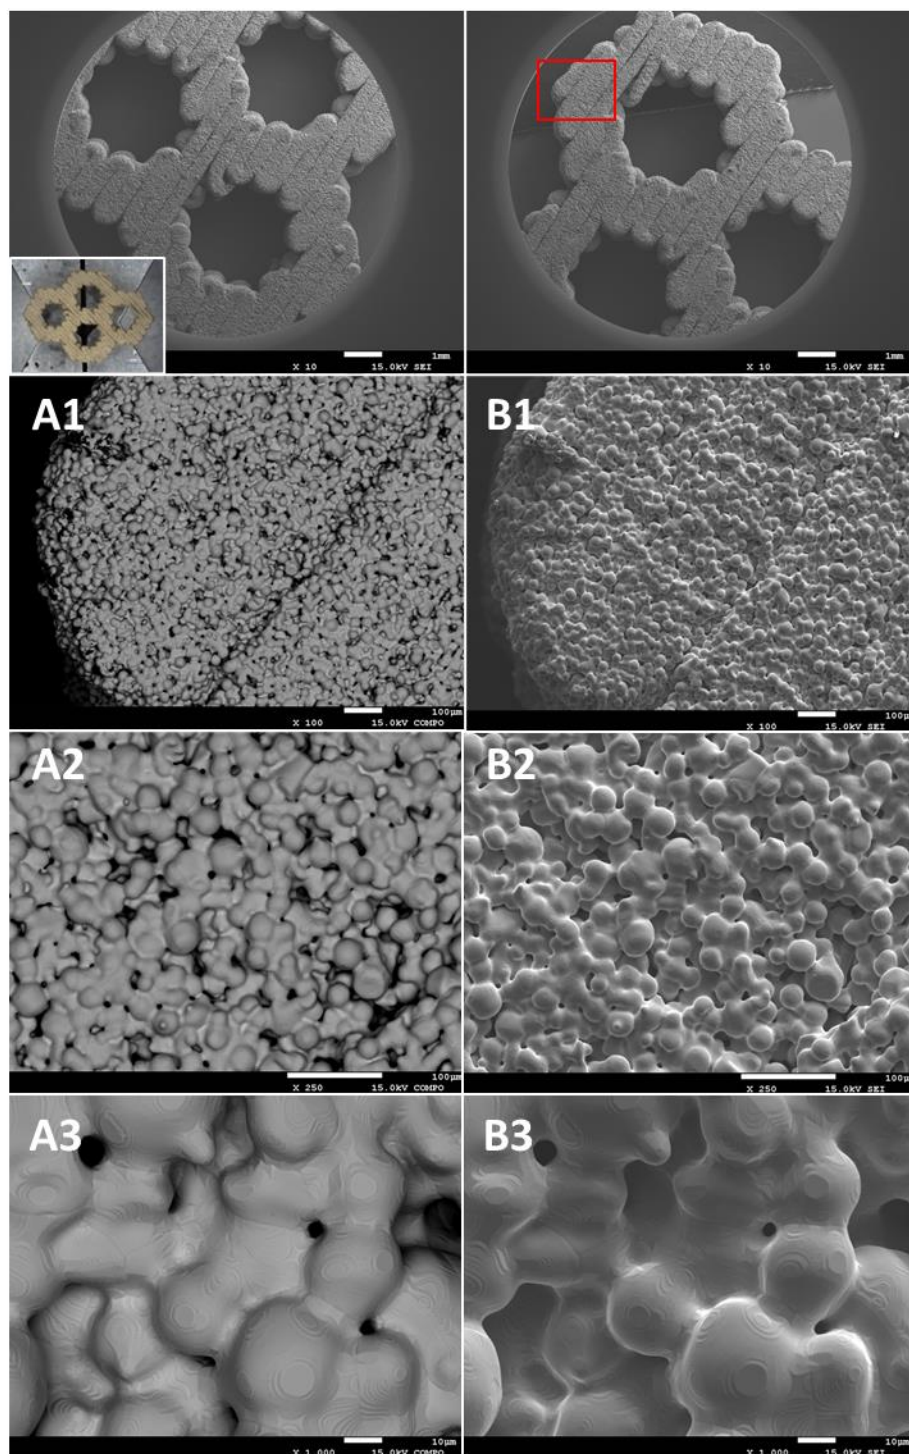 1mm 1mm
X 10 15.0kV SEI X 10 15.0kV SEI
A1 B1
100µm 100µm
X 100 15.0kV COMPO X 100 15.0kV SEI
A2 B2
100µm 100µm
X 250 15.0kV COMPO X 250 15.0kV SEI
A3 B3
10µm 10µm
X 1,000 15.0kV COMPO X 1,000 15.0kV SEI